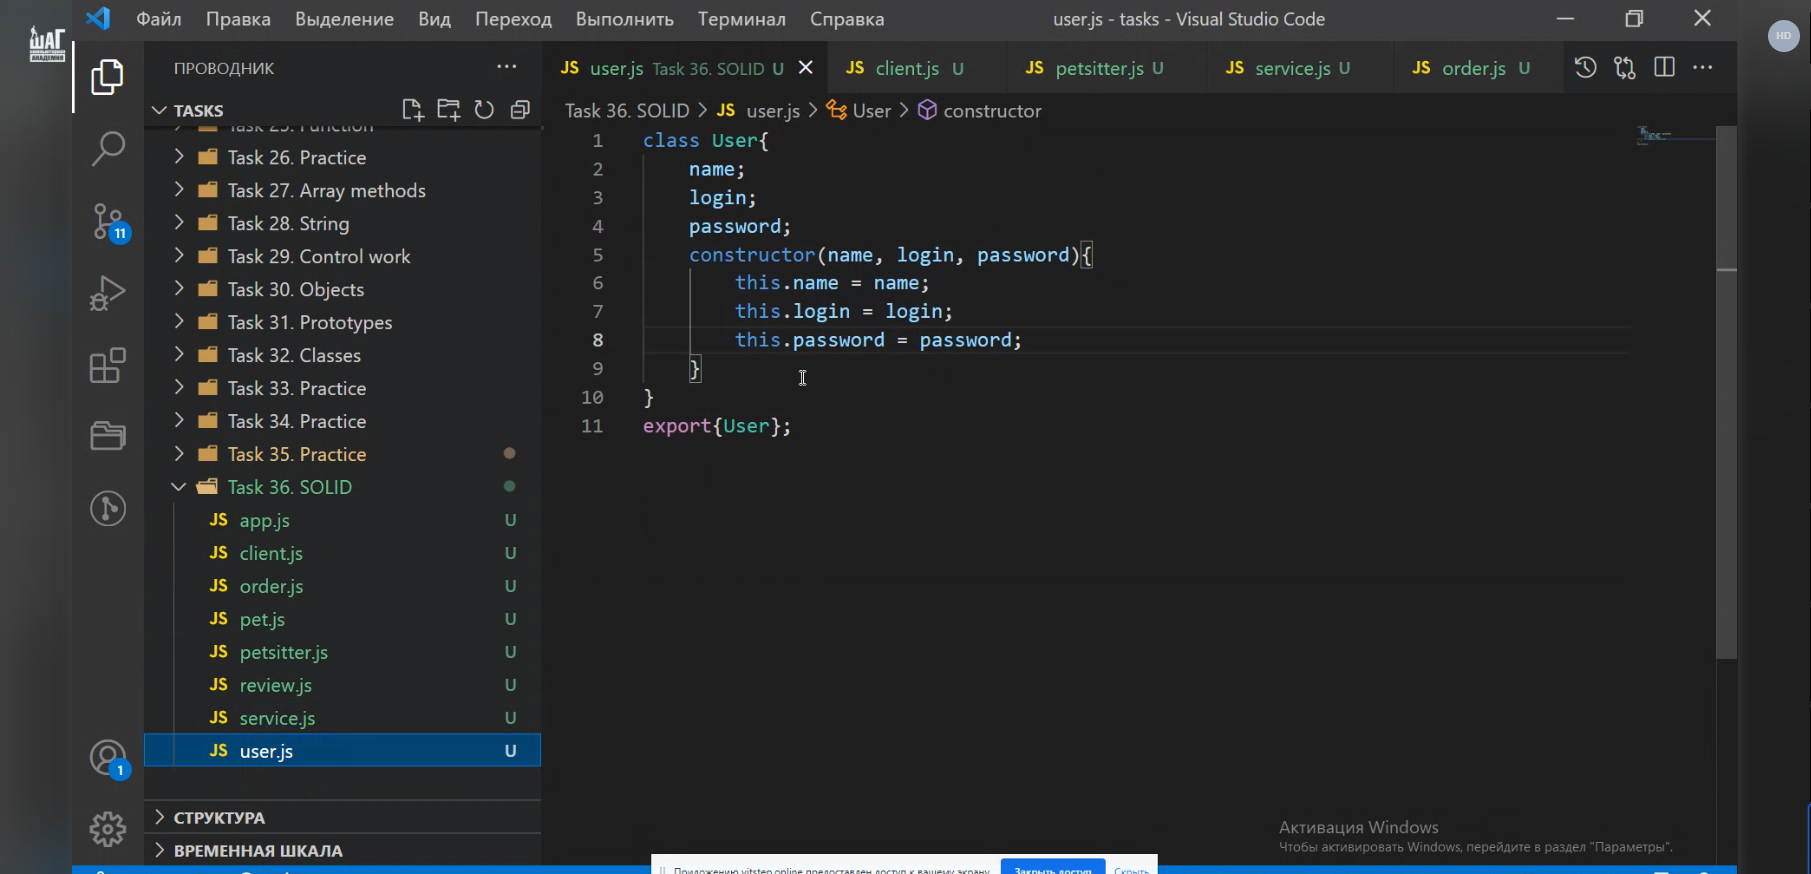 ШАГ
КОМПЬЮТЕРНАЯ
АКАДЕМИЯ
Файл Правка Выделение Вид Переход Выполнить Терминал Справка
user.js - tasks - Visual Studio Code
HD
ПРОВОДНИК
JS user.js Task 36. SOLID U
JS client.js U
JS petsitter.js U
JS service.js U
JS order.js U
TASKS
Task 36. SOLID > JS user.js > User > constructor
Task 25. Function
Task 26. Practice
Task 27. Array methods
Task 28. String
Task 29. Control work
Task 30. Objects
Task 31. Prototypes
Task 32. Classes
Task 33. Practice
Task 34. Practice
Task 35. Practice
Task 36. SOLID
JS app.js U
JS client.js U
JS order.js U
JS pet.js U
JS petsitter.js U
JS review.js U
JS service.js U
JS user.js U
СТРУКТУРА
ВРЕМЕННАЯ ШКАЛА
11
1
1 class User{
2 name;
3 login;
4 password;
5 constructor(name, login, password){
6 this.name = name;
7 this.login = login;
8 this.password = password;
9 }
10 }
11 export{User};
Активация Windows
Чтобы активировать Windows, перейдите в раздел "Параметры".
Приложению vitstep.online предоставлен доступ к вашему экрану.
Закрыть доступ
Скрыть